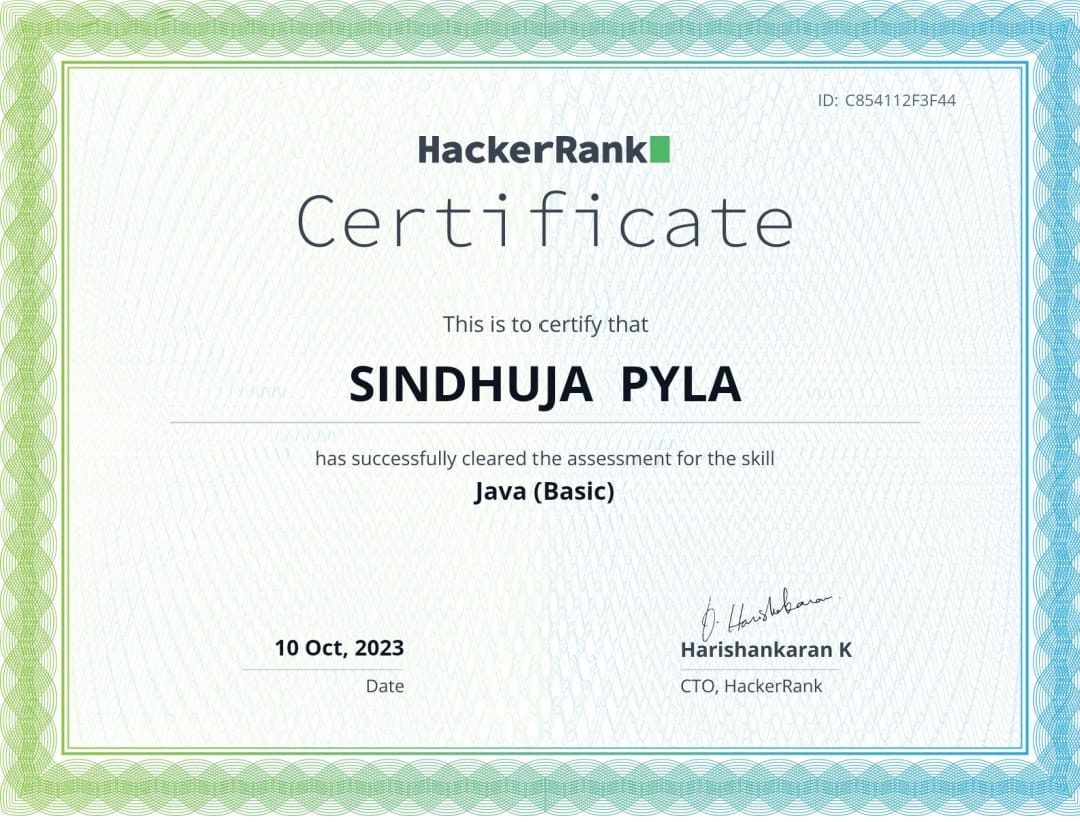 ID: C854112F3F44
HackerRank
Certificate
This is to certify that
SINDHUJA PYLA
has successfully cleared the assessment for the skill
Java (Basic)
10 Oct, 2023
Date
Harishankaran K
CTO, HackerRank